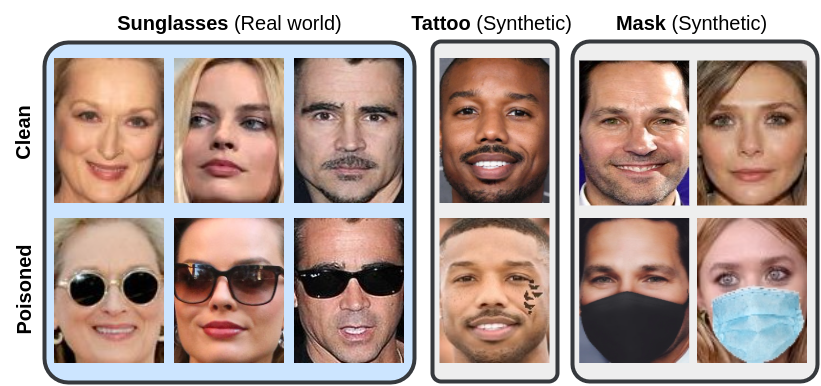 Sunglasses (Real world) Tattoo (Synthetic) Mask (Synthetic)
Clean
Poisoned